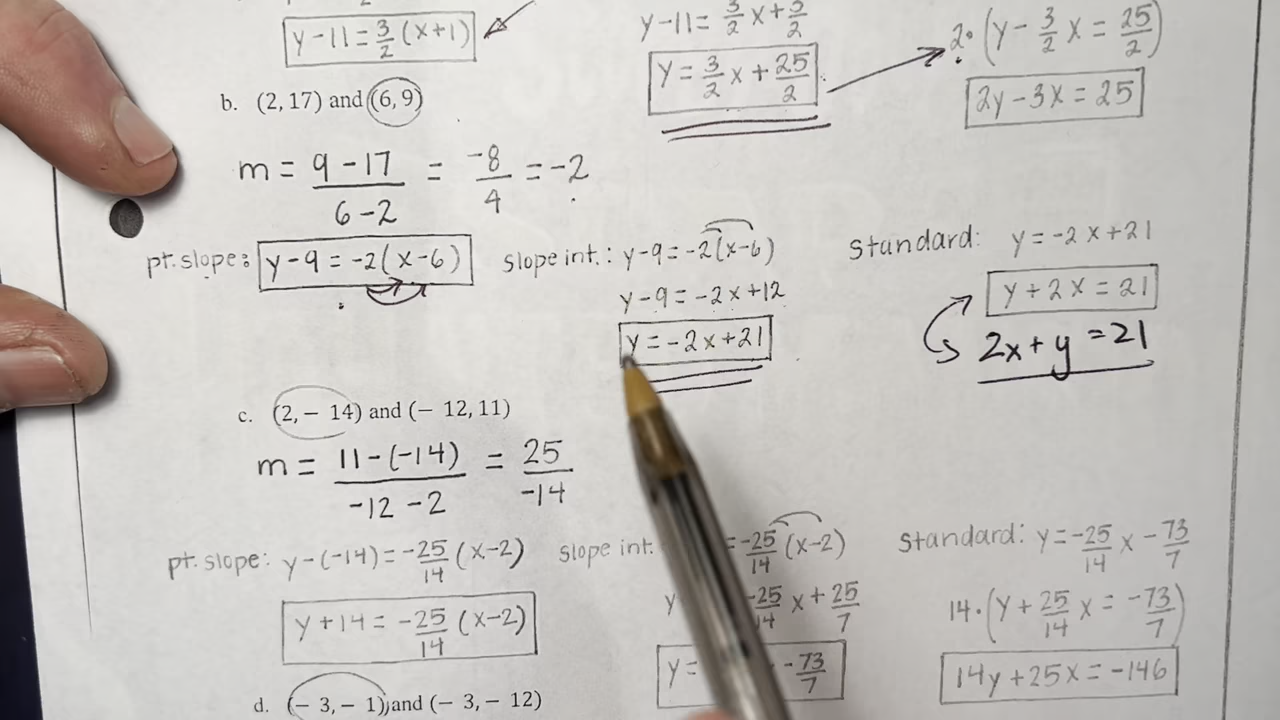 y-11 = 3/2 (x+1)
y-11 = 3/2 x + 5/2
y = 3/2 x + 25/2
2·(y - 3/2 x = 25/2)
2y-3x = 25
b. (2, 17) and (6, 9)
m = 9-17/6-2 = -8/4 = -2
pt. slope: y-9 = -2(x-6)
slope int.: y-9 = -2(x-6)
y-9 = -2x+12
y = -2x+21
standard: y = -2x+21
y+2x = 21
2x+y = 21
c. (2, - 14) and (- 12, 11)
m = 11-(-14)/-12-2 = 25/-14
pt. slope: y-(-14) = -25/14 (x-2)
y+14 = -25/14 (x-2)
slope int. = -25/14 (x-2)
y -25/14 x + 25/7
y = - 73/7
standard: y = -25/14 x - 73/7
14·(y + 25/14 x = -73/7)
14y+25x = -146
d. (- 3, - 1) and (- 3, - 12)